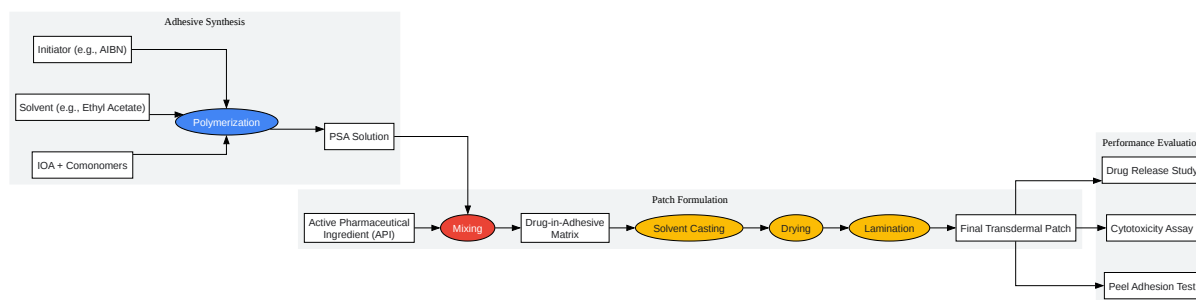 Adhesive Synthesis
Initiator (e.g., AIBN)
Solvent (e.g., Ethyl Acetate)
Polymerization
IOA + Comonomers
PSA Solution
Patch Formulation
Active Pharmaceutical
Ingredient (API)
Mixing
Drug-in-Adhesive
Matrix
Solvent Casting
Drying
Lamination
Final Transdermal Patch
Performance Evaluatio
Drug Release Study
Cytotoxicity Assay
Peel Adhesion Test